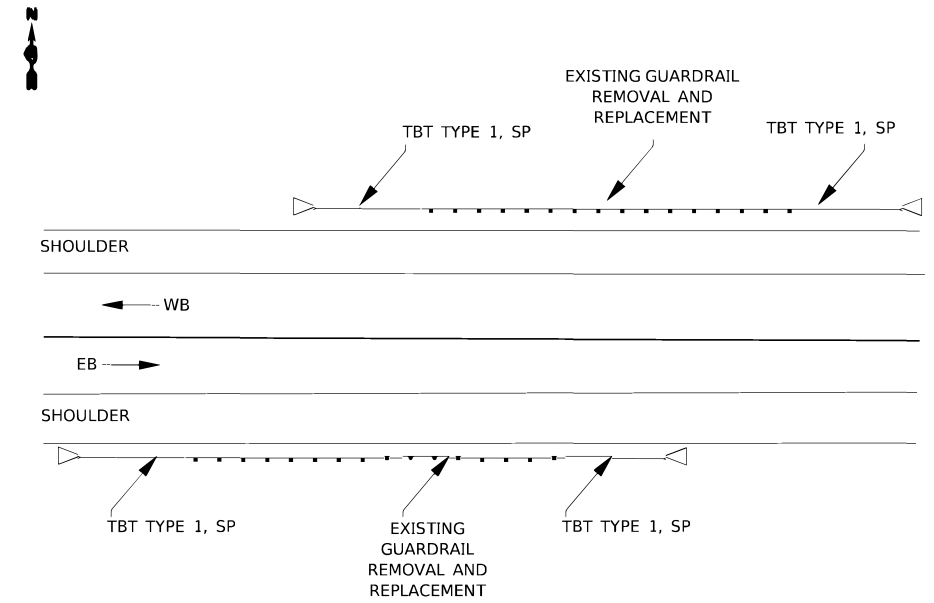 N
EXISTING GUARDRAIL
REMOVAL AND
REPLACEMENT
TBT TYPE 1, SP
TBT TYPE 1, SP
SHOULDER
WB
EB
SHOULDER
TBT TYPE 1, SP
EXISTING
GUARDRAIL
REMOVAL AND
REPLACEMENT
TBT TYPE 1, SP